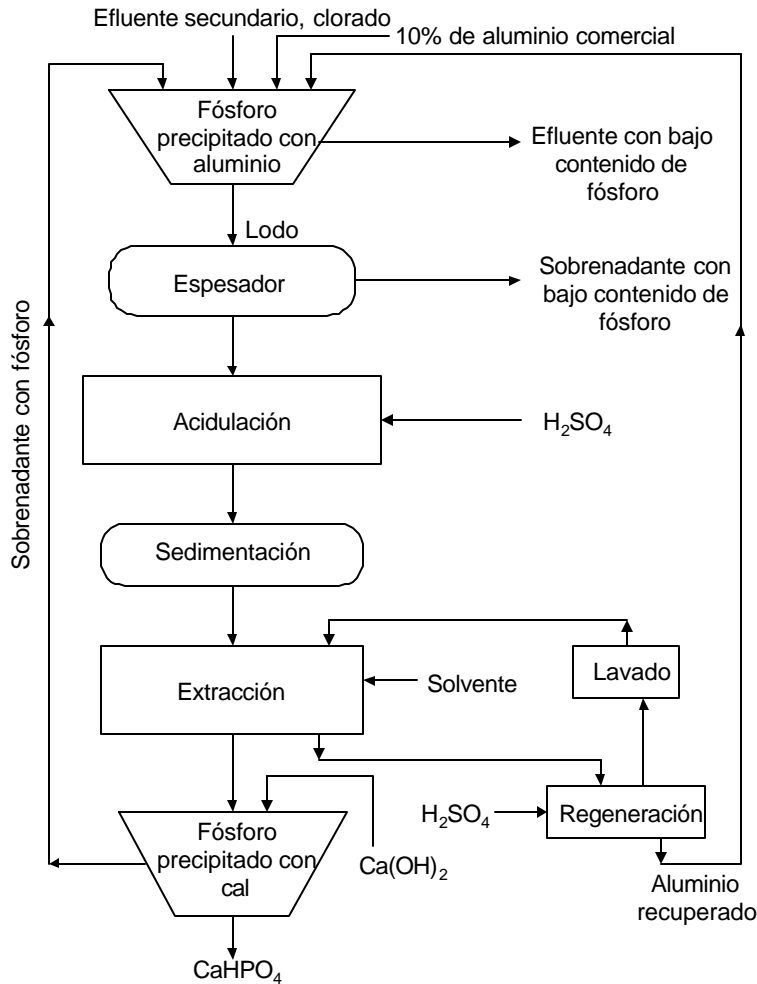 Efluente secundario, clorado
10% de aluminio comercial
Fósforo
precipitado con
aluminio
Efluente con bajo
contenido de
fósforo
Lodo
Espesador
Sobrenadante con
bajo contenido de
fósforo
Sobrenadante con fósforo
Acidulación
H₂SO₄
Sedimentación
Extracción
Solvente
Lavado
H₂SO₄
Regeneración
Fósforo
precipitado con
cal
Ca(OH)₂
Aluminio
recuperado
CaHPO₄